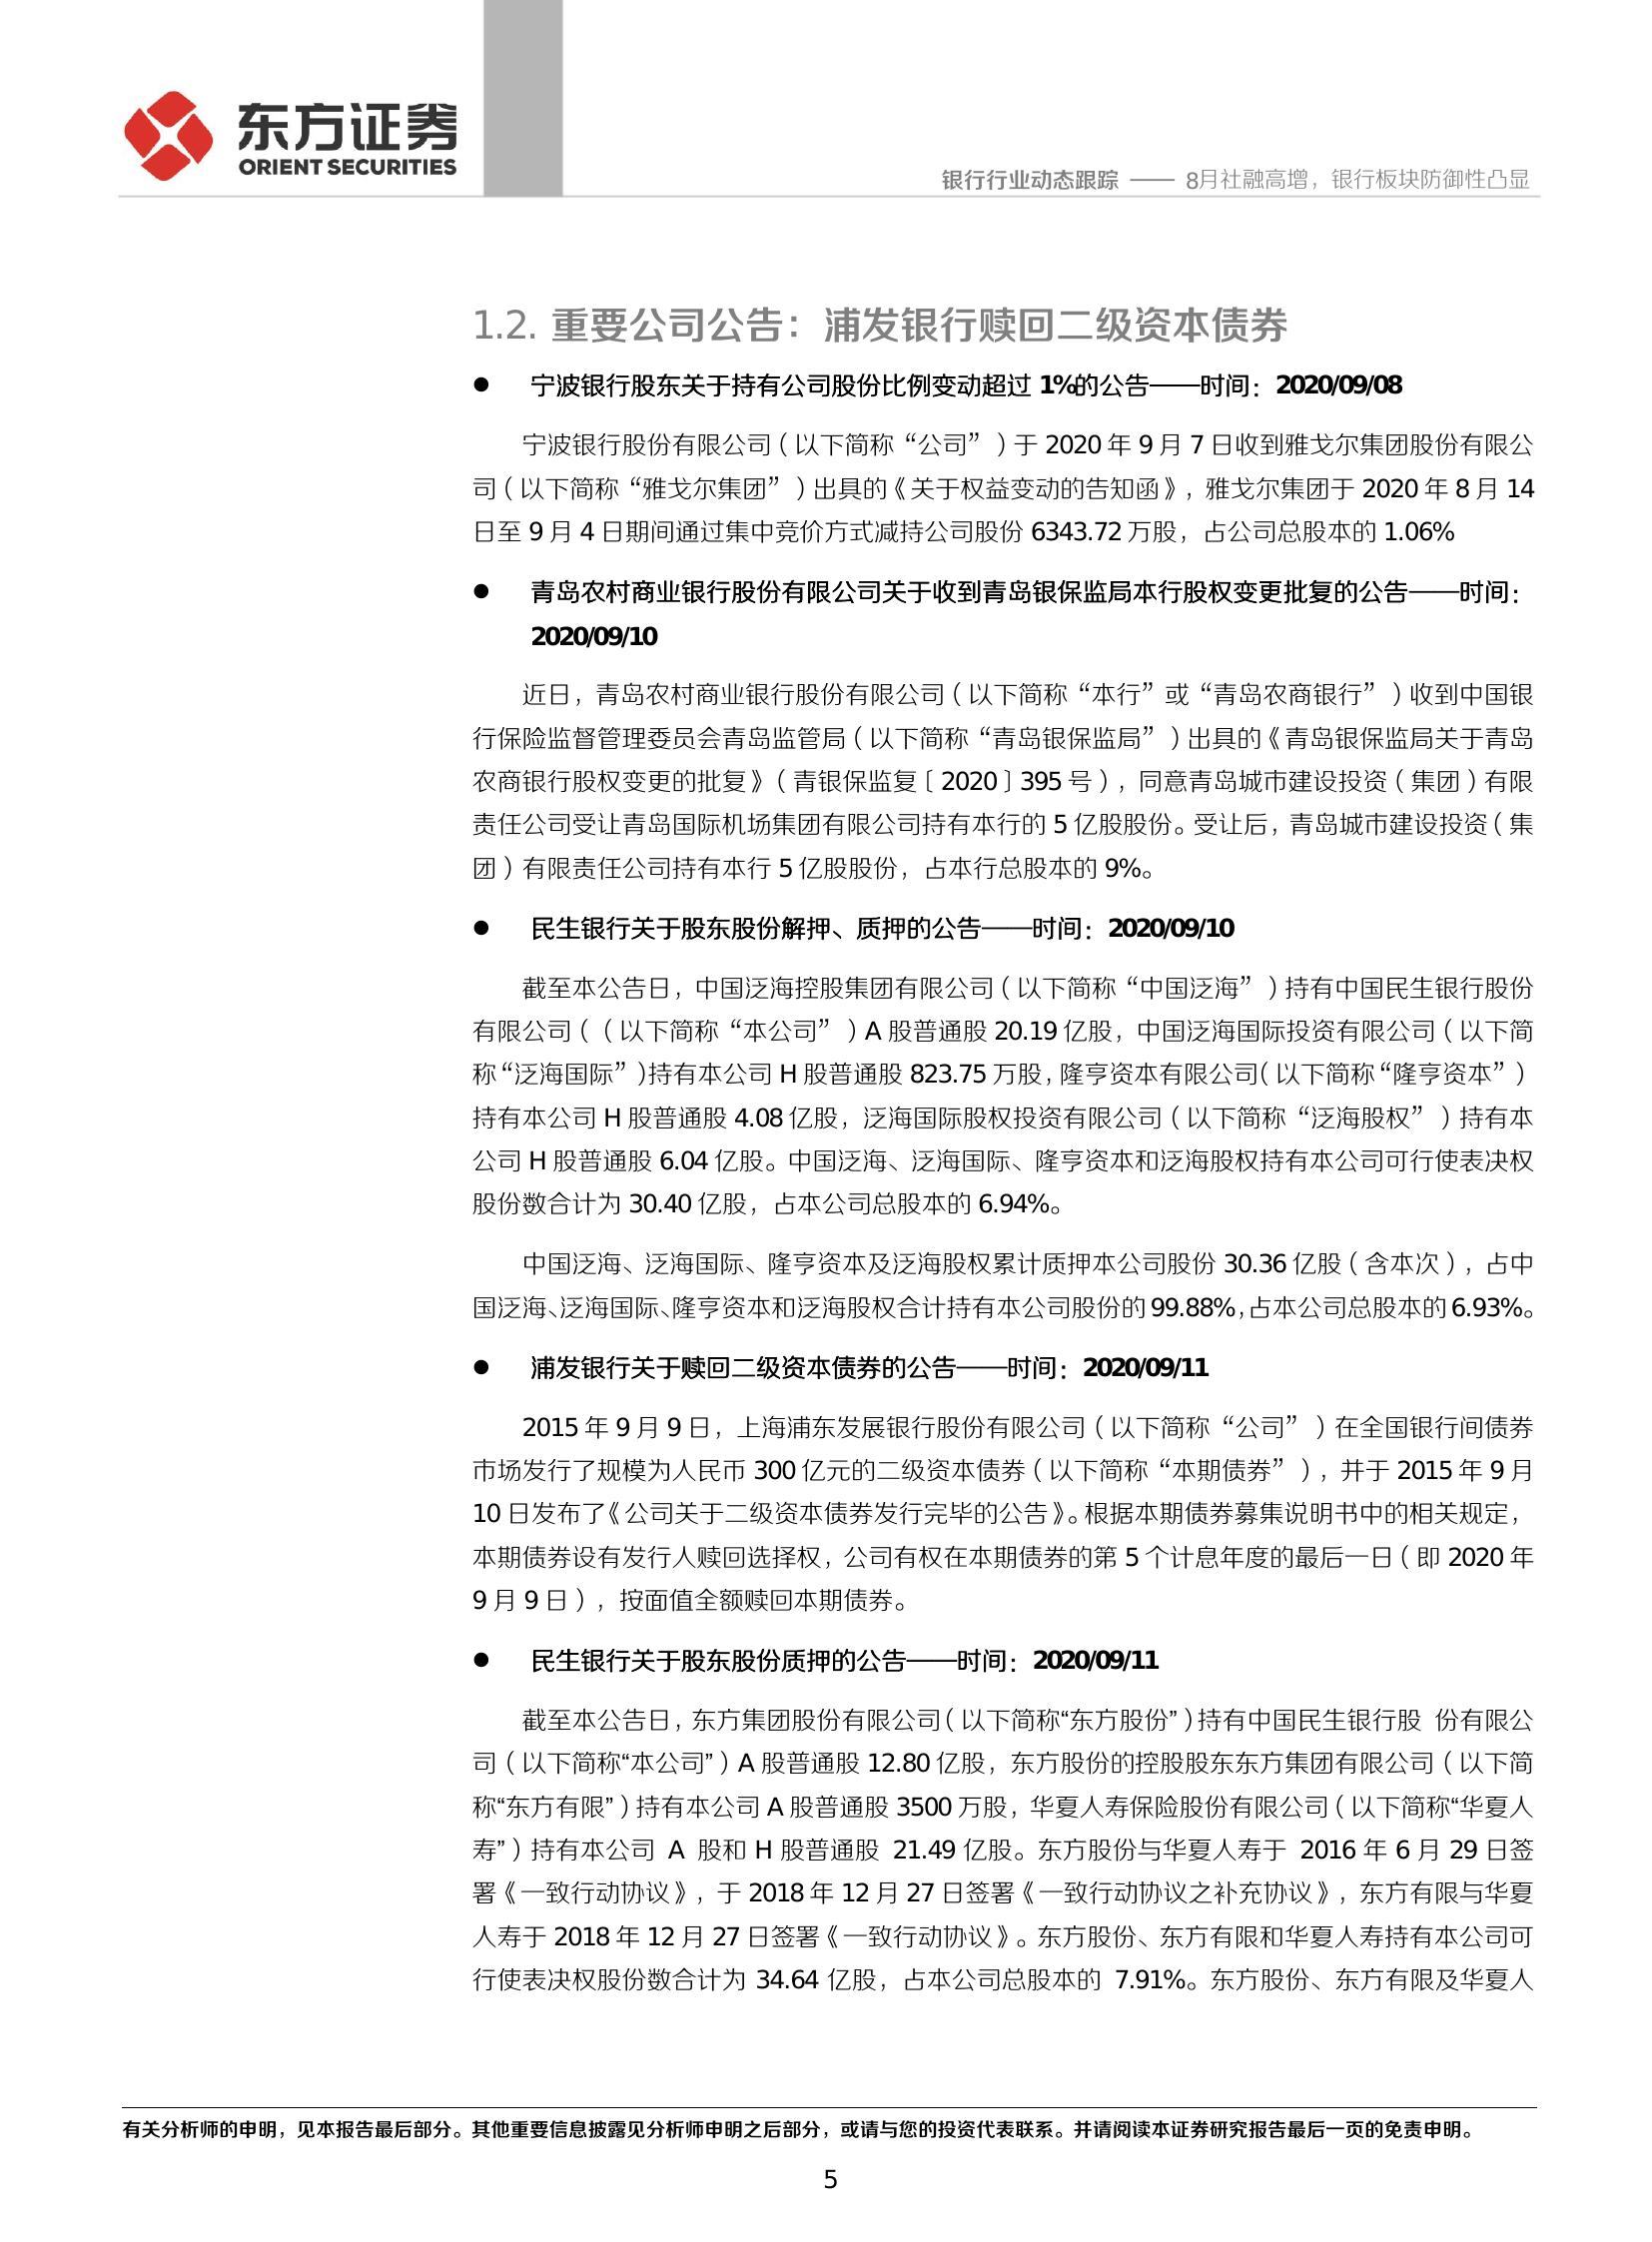 东方证券
ORIENT SECURITIES
银行行业动态跟踪 —— 8月社融高增，银行板块防御性凸显
1.2. 重要公司公告：浦发银行赎回二级资本债券
● 宁波银行股东关于持有公司股份比例变动超过 1%的公告——时间：2020/09/08
宁波银行股份有限公司（以下简称“公司”）于 2020 年 9 月 7 日收到雅戈尔集团股份有限公
司（以下简称“雅戈尔集团”）出具的《关于权益变动的告知函》，雅戈尔集团于 2020 年 8 月 14
日至 9 月 4 日期间通过集中竞价方式减持公司股份 6343.72 万股，占公司总股本的 1.06%
● 青岛农村商业银行股份有限公司关于收到青岛银保监局本行股权变更批复的公告——时间：
2020/09/10
近日，青岛农村商业银行股份有限公司（以下简称“本行”或“青岛农商银行”）收到中国银
行保险监督管理委员会青岛监管局（以下简称“青岛银保监局”）出具的《青岛银保监局关于青岛
农商银行股权变更的批复》（青银保监复〔2020〕395 号），同意青岛城市建设投资（集团）有限
责任公司受让青岛国际机场集团有限公司持有本行的 5 亿股股份。受让后，青岛城市建设投资（集
团）有限责任公司持有本行 5 亿股股份，占本行总股本的 9%。
● 民生银行关于股东股份解押、质押的公告——时间：2020/09/10
截至本公告日，中国泛海控股集团有限公司（以下简称“中国泛海”）持有中国民生银行股份
有限公司（（以下简称“本公司”）A 股普通股 20.19 亿股，中国泛海国际投资有限公司（以下简
称“泛海国际”)持有本公司 H 股普通股 823.75 万股，隆亨资本有限公司（以下简称“隆亨资本”）
持有本公司 H 股普通股 4.08 亿股，泛海国际股权投资有限公司（以下简称“泛海股权”）持有本
公司 H 股普通股 6.04 亿股。中国泛海、泛海国际、隆亨资本和泛海股权持有本公司可行使表决权
股份数合计为 30.40 亿股，占本公司总股本的 6.94%。
中国泛海、泛海国际、隆亨资本及泛海股权累计质押本公司股份 30.36 亿股（含本次），占中
国泛海、泛海国际、隆亨资本和泛海股权合计持有本公司股份的 99.88%，占本公司总股本的 6.93%。
● 浦发银行关于赎回二级资本债券的公告——时间：2020/09/11
2015 年 9 月 9 日，上海浦东发展银行股份有限公司（以下简称“公司”）在全国银行间债券
市场发行了规模为人民币 300 亿元的二级资本债券（以下简称“本期债券”），并于 2015 年 9 月
10 日发布了《公司关于二级资本债券发行完毕的公告》。根据本期债券募集说明书中的相关规定，
本期债券设有发行人赎回选择权，公司有权在本期债券的第 5 个计息年度的最后一日（即 2020 年
9 月 9 日），按面值全额赎回本期债券。
● 民生银行关于股东股份质押的公告——时间：2020/09/11
截至本公告日，东方集团股份有限公司（以下简称“东方股份”）持有中国民生银行股 份有限公
司（以下简称“本公司”）A 股普通股 12.80 亿股，东方股份的控股股东东方集团有限公司（以下简
称“东方有限”）持有本公司 A 股普通股 3500 万股，华夏人寿保险股份有限公司（以下简称“华夏人
寿”）持有本公司 A 股和 H 股普通股 21.49 亿股。东方股份与华夏人寿于 2016 年 6 月 29 日签
署《一致行动协议》，于 2018 年 12 月 27 日签署《一致行动协议之补充协议》，东方有限与华夏
人寿于 2018 年 12 月 27 日签署《一致行动协议》。东方股份、东方有限和华夏人寿持有本公司可
行使表决权股份数合计为 34.64 亿股，占本公司总股本的 7.91%。东方股份、东方有限及华夏人
有关分析师的申明，见本报告最后部分。其他重要信息披露见分析师申明之后部分，或请与您的投资代表联系。并请阅读本证券研究报告最后一页的免责申明。
5